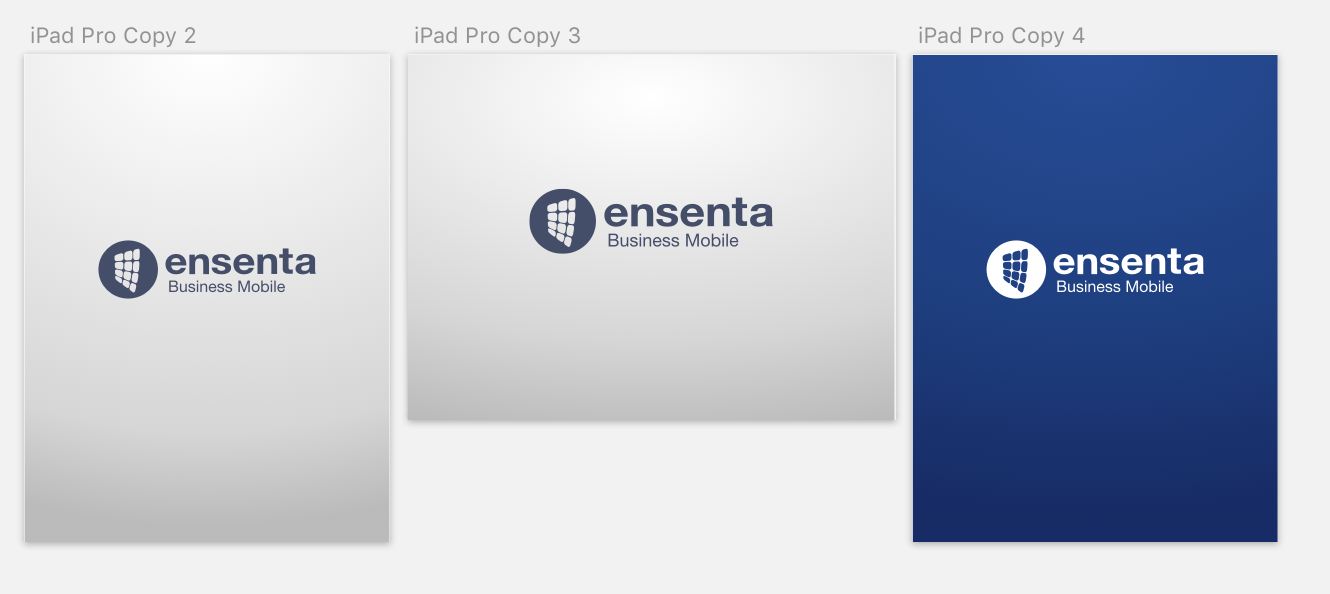 iPad Pro Copy 2
ensenta
Business Mobile
iPad Pro Copy 3
ensenta
Business Mobile
iPad Pro Copy 4
ensenta
Business Mobile